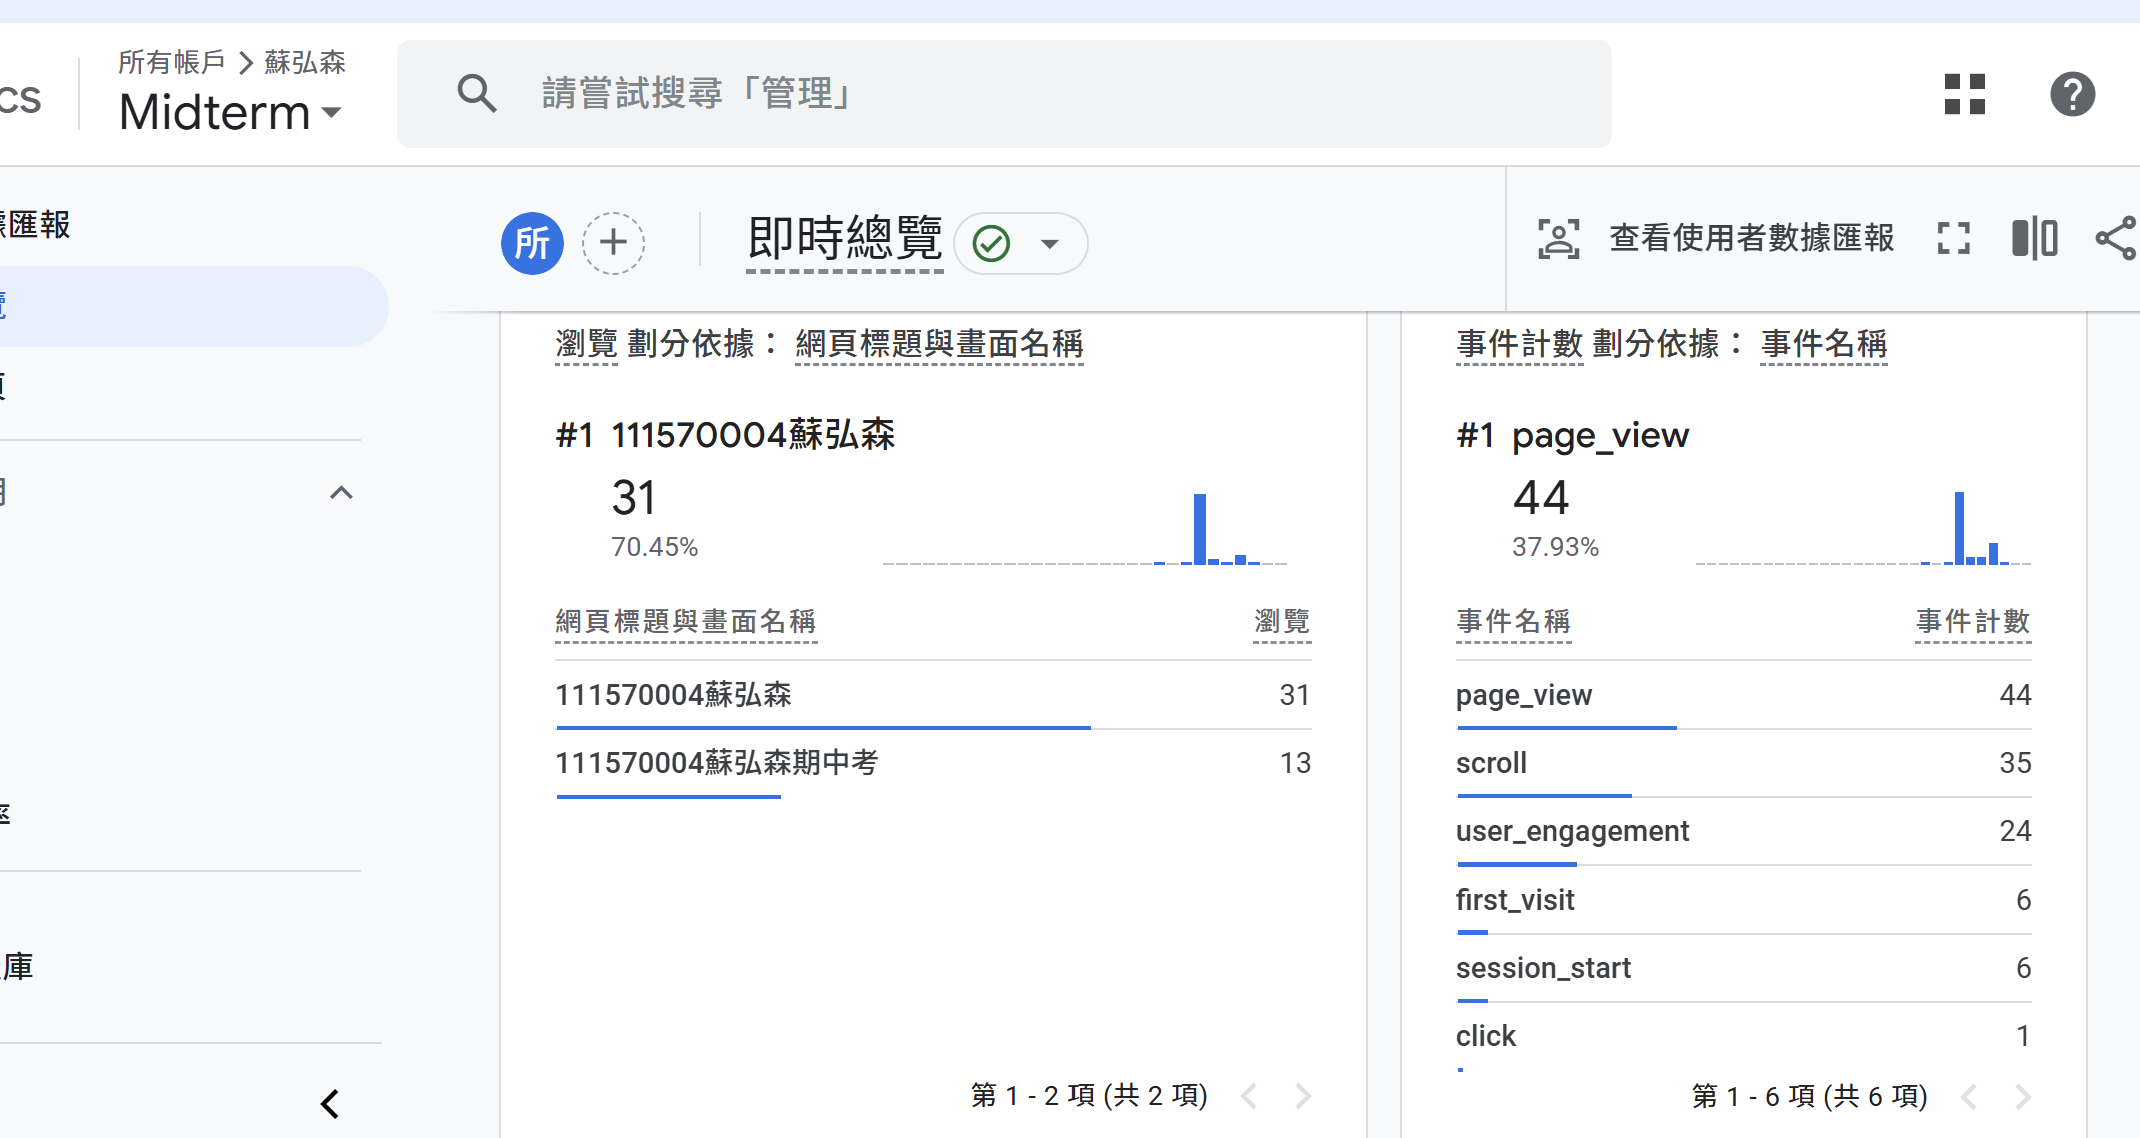 cs
所有帳戶 > 蘇弘森
Midterm
請嘗試搜尋「管理」
匯報
庫
所
即時總覽
查看使用者數據匯報
瀏覽 劃分依據： 網頁標題與畫面名稱
#1 111570004蘇弘森
31
70.45%
網頁標題與畫面名稱 瀏覽
111570004蘇弘森 31
111570004蘇弘森期中考 13
第 1 - 2 項 (共 2 項)
事件計數 劃分依據： 事件名稱
#1 page_view
44
37.93%
事件名稱 事件計數
page_view 44
scroll 35
user_engagement 24
first_visit 6
session_start 6
click 1
第 1 - 6 項 (共 6 項)